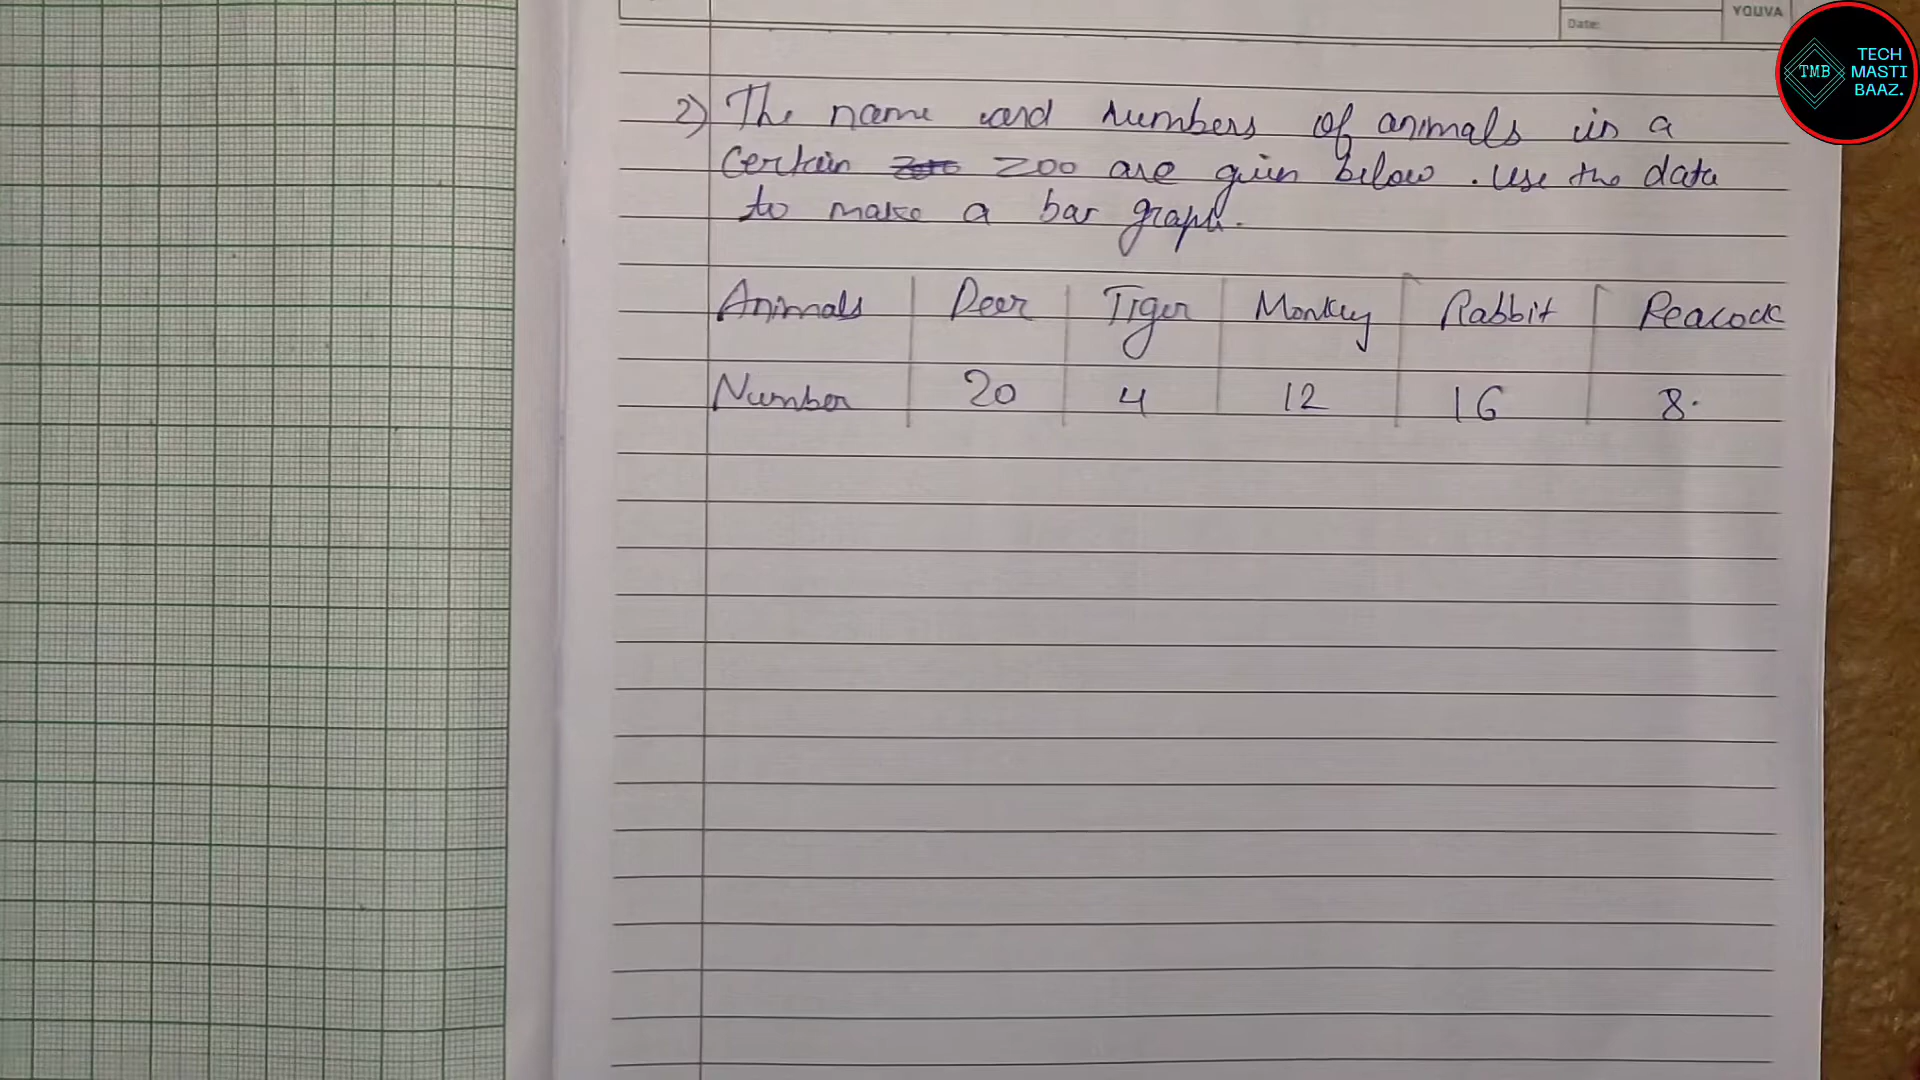 YOUVA
Date:
TMB
TECH
MASTI
BAAZ.
2) The name and numbers of animals in a
certain zoo are given below. Use the data
to make a bar graph.
Animals | Deer | Tiger | Monkey | Rabbit | Peacock
Number | 20 | 4 | 12 | 16 | 8.